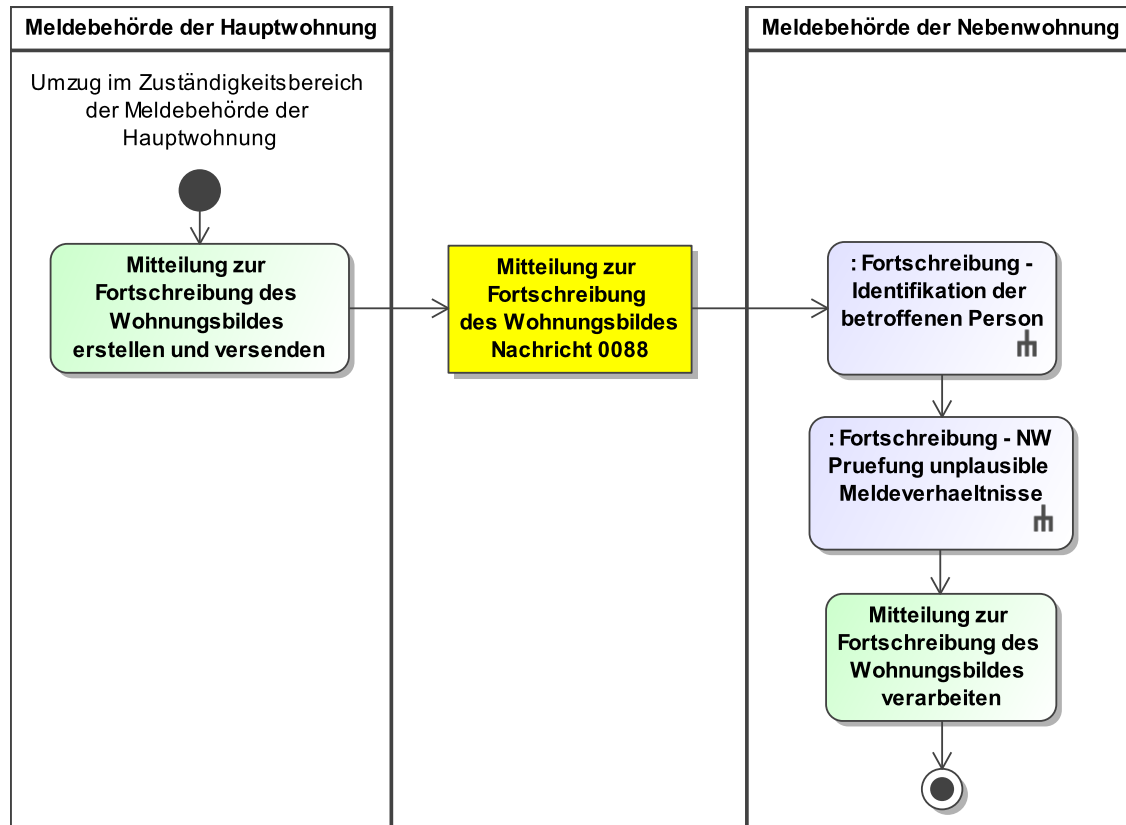 Meldebehörde der Hauptwohnung
Umzug im Zuständigkeitsbereich
der Meldebehörde der
Hauptwohnung
Mitteilung zur
Fortschreibung des
Wohnungsbildes
erstellen und versenden
Mitteilung zur
Fortschreibung
des Wohnungsbildes
Nachricht 0088
Meldebehörde der Nebenwohnung
: Fortschreibung -
Identifikation der
betroffenen Person
: Fortschreibung - NW
Pruefung unplausible
Meldeverhaeltnisse
Mitteilung zur
Fortschreibung des
Wohnungsbildes
verarbeiten